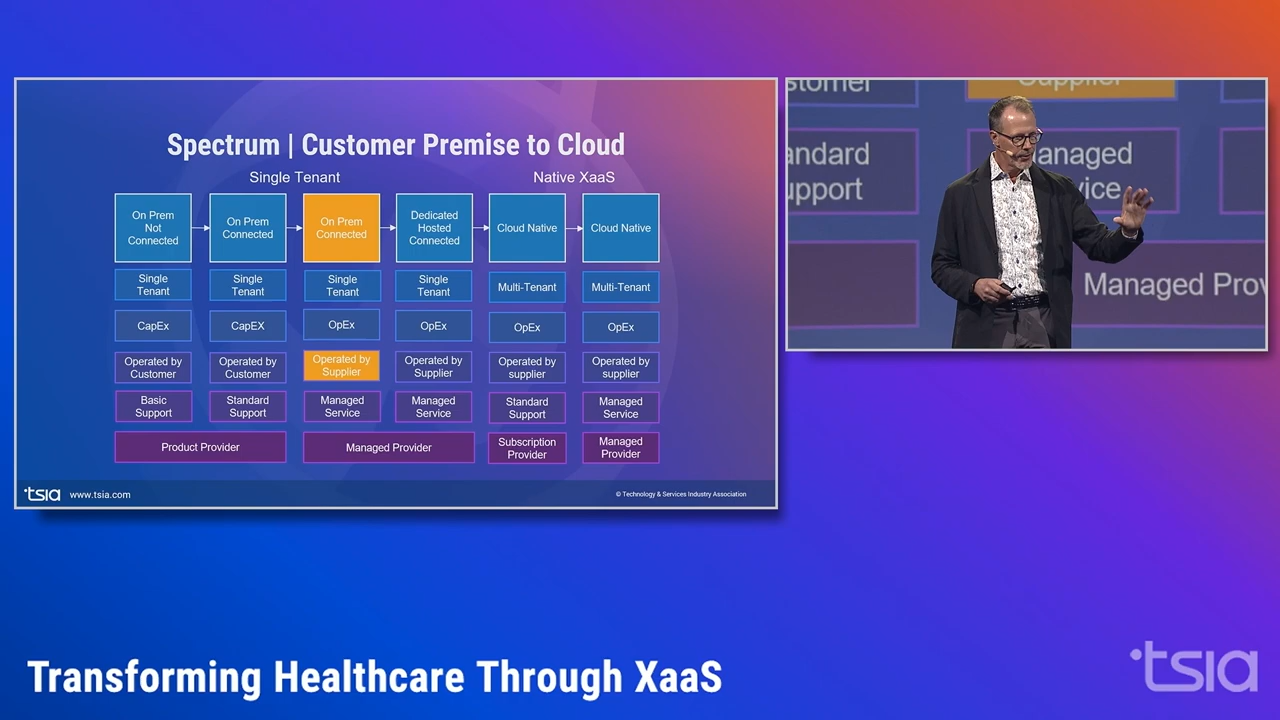 Spectrum | Customer Premise to Cloud
Single Tenant
Native XaaS
On Prem
Not
Connected
On Prem
Connected
On Prem
Connected
Dedicated
Hosted
Connected
Cloud Native
Cloud Native
Single
Tenant
Single
Tenant
Single
Tenant
Single
Tenant
Multi-Tenant
Multi-Tenant
CapEx
CapEX
OpEx
OpEx
OpEx
OpEx
Operated by
Customer
Operated by
Customer
Operated by
Supplier
Operated by
Supplier
Operated by
supplier
Operated by
supplier
Basic
Support
Standard
Support
Managed
Service
Managed
Service
Standard
Support
Managed
Service
Product Provider
Managed Provider
Subscription
Provider
Managed
Provider
tsia www.tsia.com
© Technology & Services Industry Association
stomer
Supplier
andard
upport
anaged
vice
Managed Prov
Transforming Healthcare Through XaaS
tsia